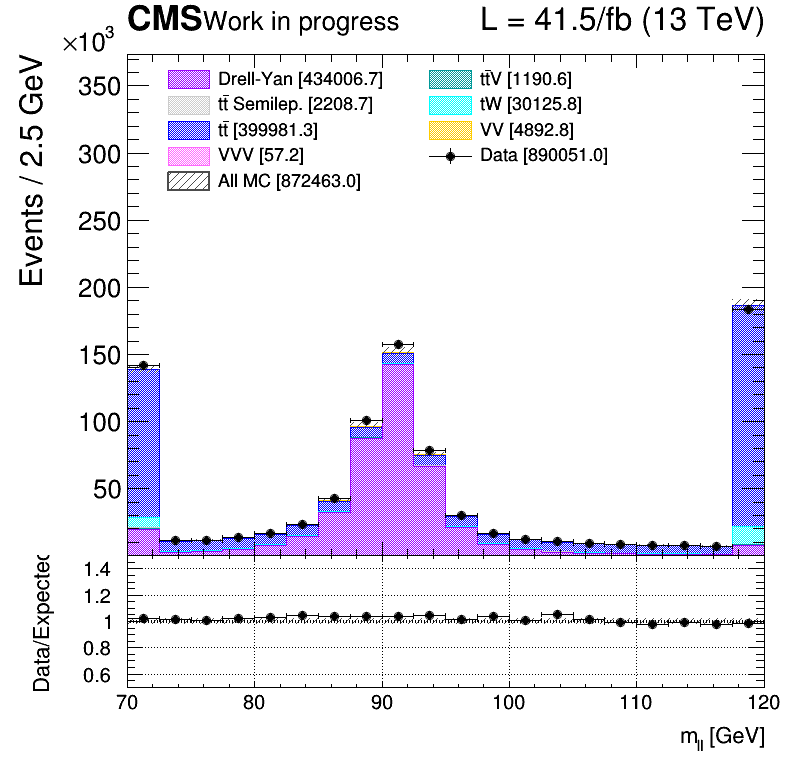 CMS Work in progress L = 41.5/fb (13 TeV)
×10³
Events / 2.5 GeV
350
300
250
200
150
100
50
Drell-Yan [434006.7]
tt̄ Semilep. [2208.7]
tt̄ [399981.3]
VVV [57.2]
All MC [872463.0]
tt̄V [1190.6]
tW [30125.8]
VV [4892.8]
Data [890051.0]
Data/Expected
1.4
1.2
1
0.8
0.6
70 80 90 100 110 120
m_ll [GeV]